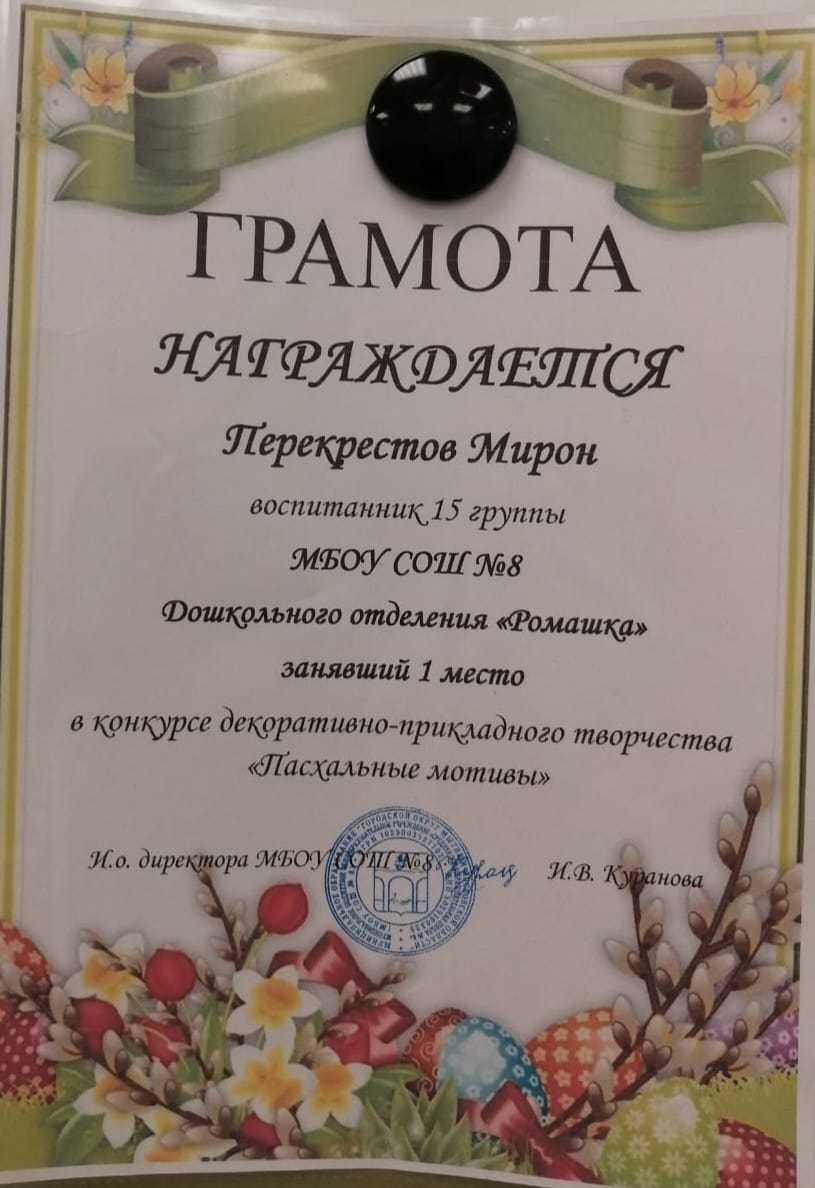 ГРАМОТА
НАГРАЖДАЕТСЯ
Перекрестов Мирон
воспитанник 15 группы
МБОУ СОШ №8
Дошкольного отделения «Ромашка»
занявший 1 место
в конкурсе декоративно-прикладного творчества
«Пасхальные мотивы»
И.о. директора МБОУ СОШ №8 И.В. Куранова